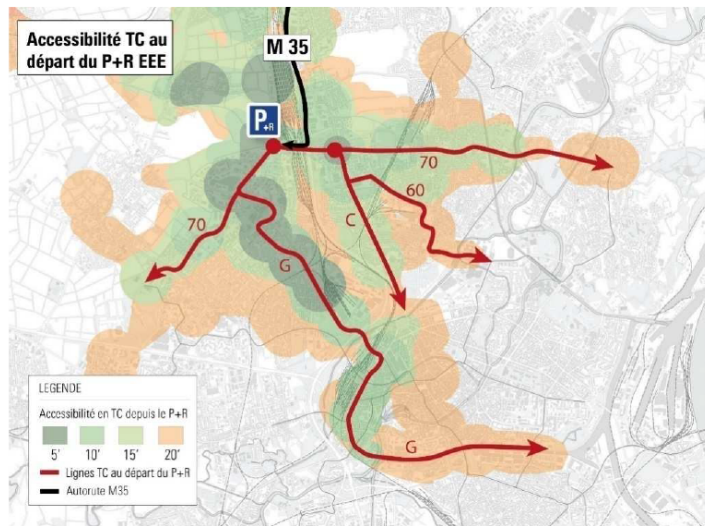 Accessibilité TC au
départ du P+R EEE
M 35
P+R
70
60
C
70
G
G
LEGENDE
Accessibilité en TC depuis le P+R
5' 10' 15' 20'
Lignes TC au départ du P+R
Autorute M35